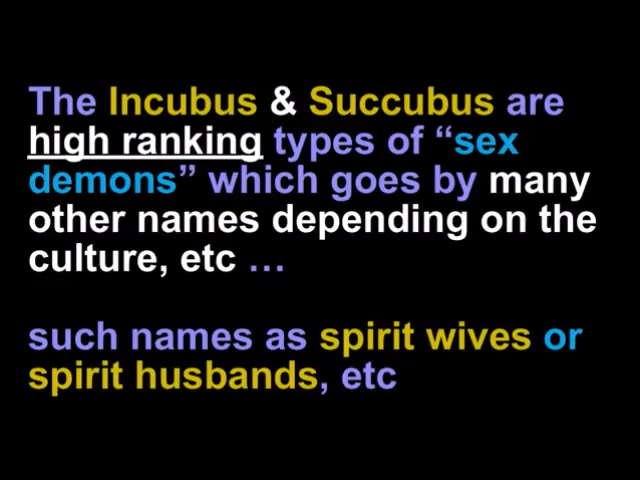 The Incubus & Succubus are
high ranking types of “sex
demons” which goes by many
other names depending on the
culture, etc …
such names as spirit wives or
spirit husbands, etc